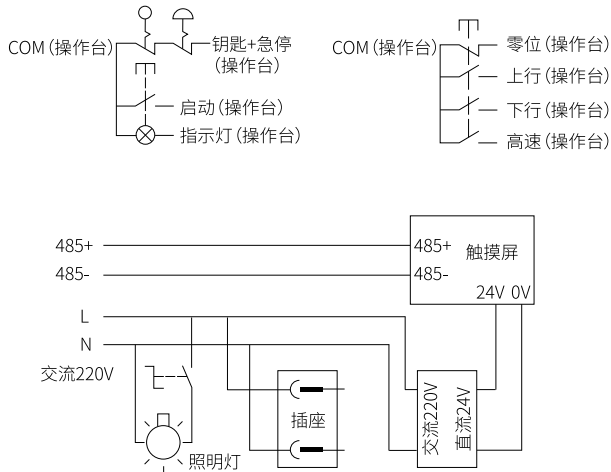 COM(操作台)
钥匙+急停
(操作台)
启动(操作台)
指示灯(操作台)
COM(操作台)
零位(操作台)
上行(操作台)
下行(操作台)
高速(操作台)
485+
485-
485+
485-
触摸屏
24V 0V
L
N
交流220V
照明灯
插座
交流220V
直流24V